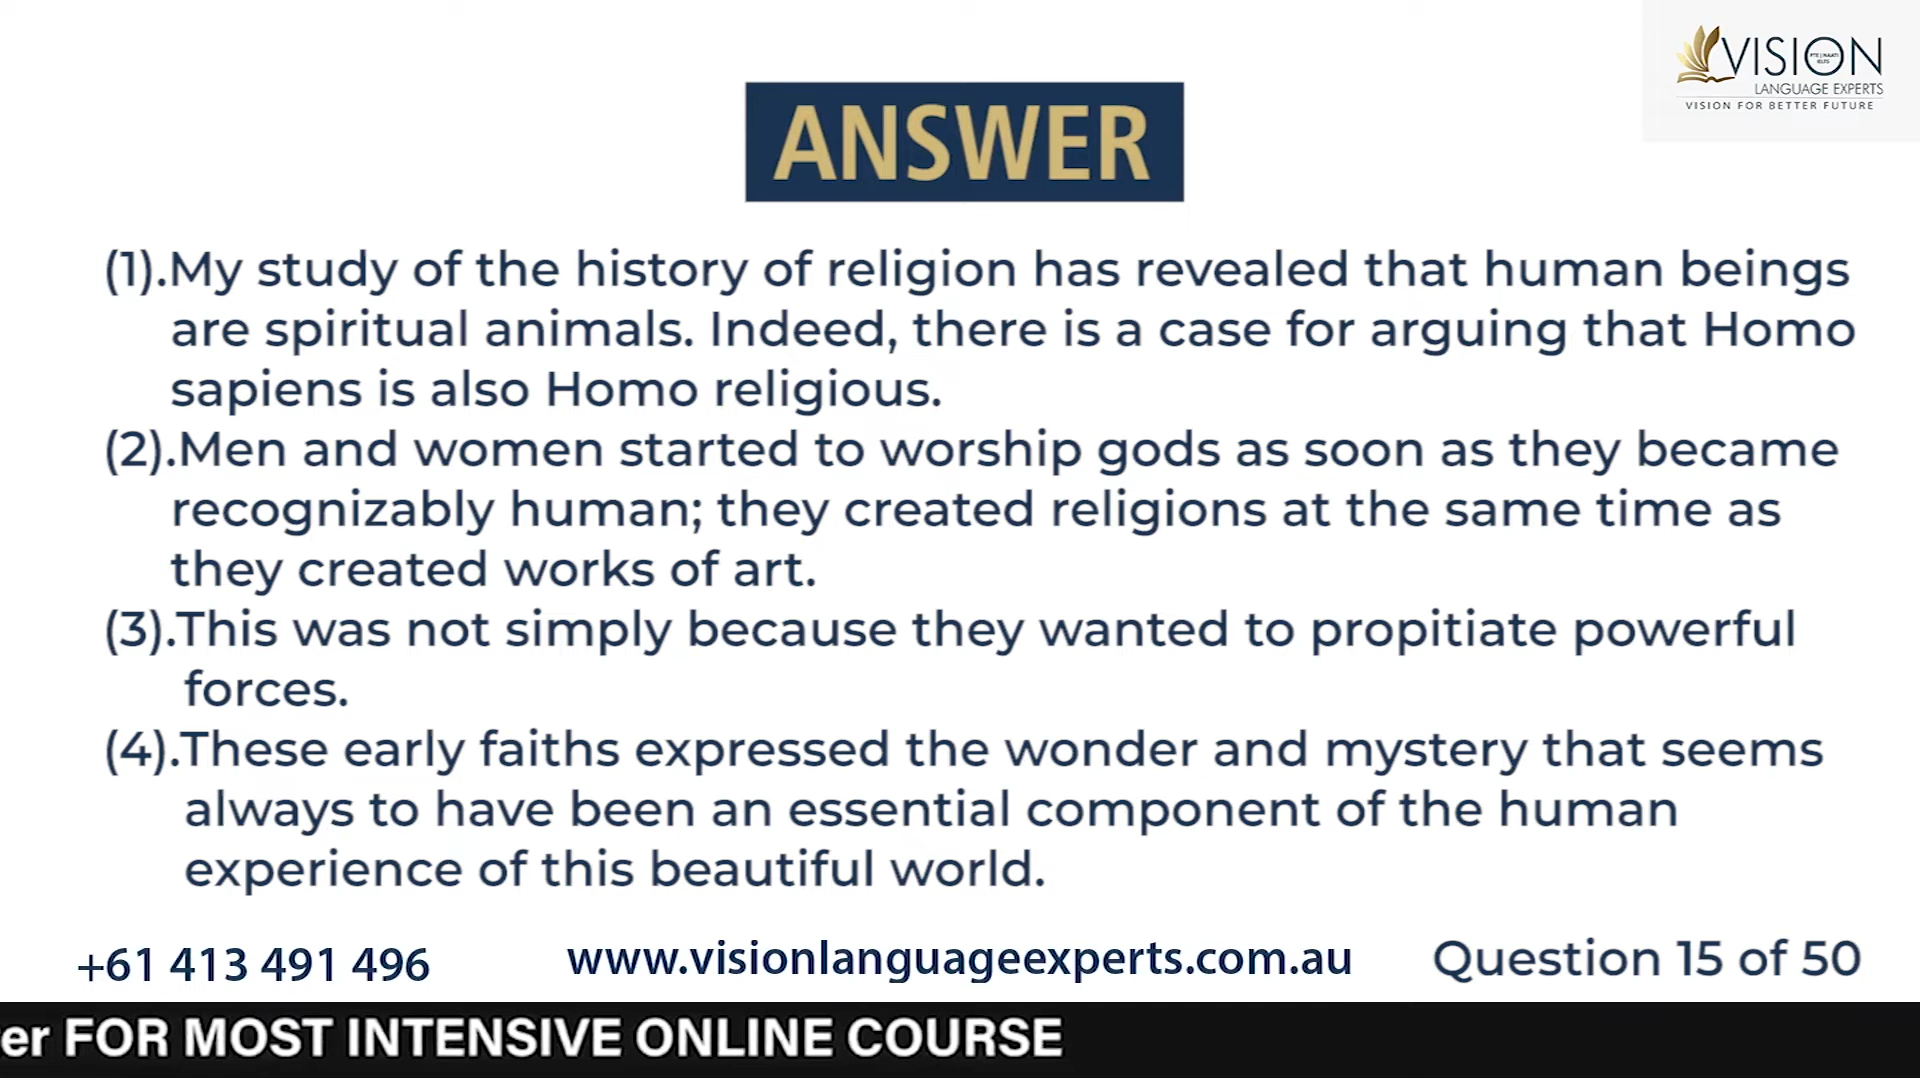 VISION
LANGUAGE EXPERTS
VISION FOR BETTER FUTURE
ANSWER
(1).My study of the history of religion has revealed that human beings
are spiritual animals. Indeed, there is a case for arguing that Homo
sapiens is also Homo religious.
(2).Men and women started to worship gods as soon as they became
recognizably human; they created religions at the same time as
they created works of art.
(3).This was not simply because they wanted to propitiate powerful
forces.
(4).These early faiths expressed the wonder and mystery that seems
always to have been an essential component of the human
experience of this beautiful world.
+61 413 491 496
www.visionlanguageexperts.com.au
Question 15 of 50
er FOR MOST INTENSIVE ONLINE COURSE